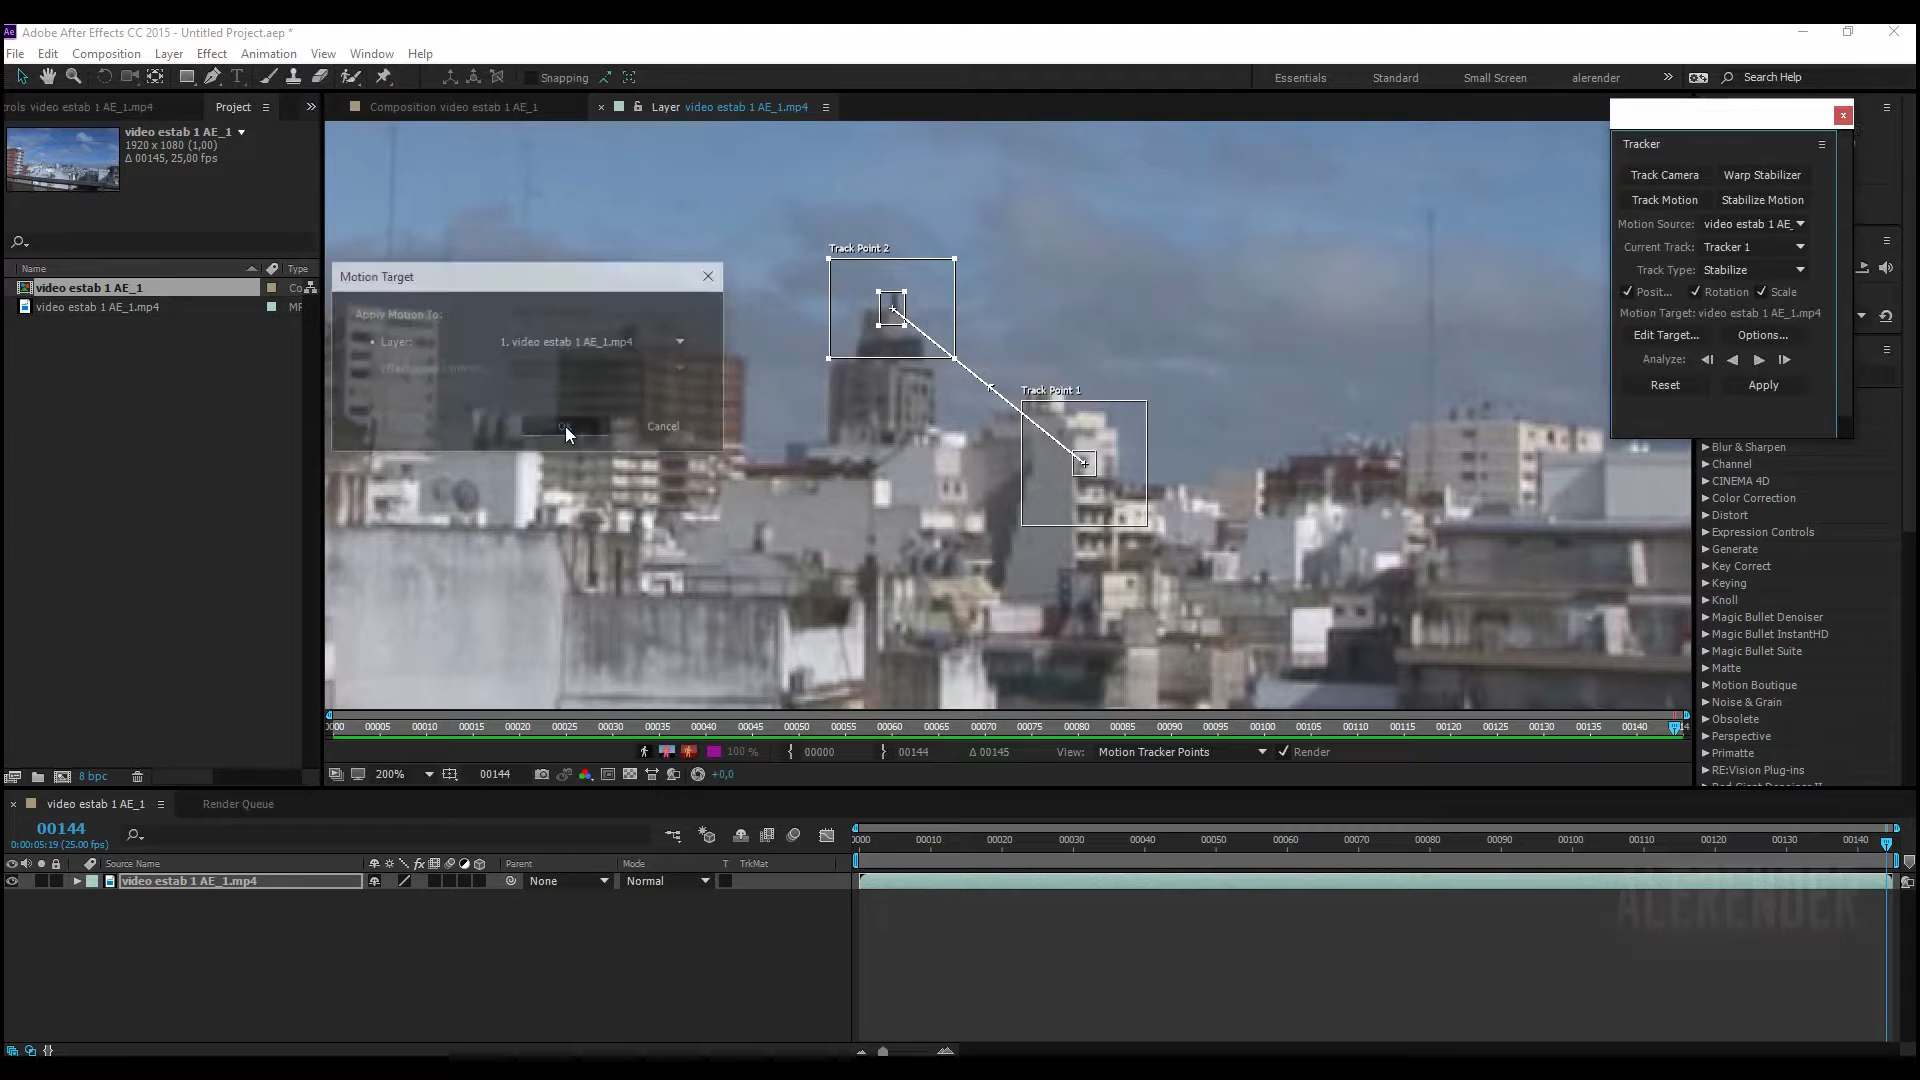 Adobe After Effects CC 2015 - Untitled Project.aep *
File Edit Composition Layer Effect Animation View Window Help
Snapping
Essentials Standard Small Screen alerender Search Help
rols video estab 1 AE_1.mp4 Project
Composition video estab 1 AE_1
Layer video estab 1 AE_1.mp4
video estab 1 AE_1
1920 x 1080 (1,00)
Δ 00145, 25,00 fps
Name Type
video estab 1 AE_1 Co
video estab 1 AE_1.mp4 MP
8 bpc
Motion Target
Apply Motion To:
Layer: 1. video estab 1 AE_1.mp4
Cancel
Track Point 2
Track Point 1
Tracker
Track Camera Warp Stabilizer
Track Motion Stabilize Motion
Motion Source: video estab 1 AE_
Current Track: Tracker 1
Track Type: Stabilize
Posit... Rotation Scale
Motion Target: video estab 1 AE_1.mp4
Edit Target... Options...
Analyze:
Reset Apply
Blur & Sharpen
Channel
CINEMA 4D
Color Correction
Distort
Expression Controls
Generate
Key Correct
Keying
Knoll
Magic Bullet Denoiser
Magic Bullet InstantHD
Magic Bullet Suite
Matte
Motion Boutique
Noise & Grain
Obsolete
Perspective
Primatte
RE:Vision Plug-ins
0000 00005 00010 00015 00020 00025 00030 00035 00040 00045 00050 00055 00060 00065 00070 00075 00080 00085 00090 00095 00100 00105 00110 00115 00120 00125 00130 00135 00140 14
100 % 00000 00144 Δ 00145 View: Motion Tracker Points Render
200% 00144 +0,0
video estab 1 AE_1 Render Queue
00144
0:00:05:19 (25.00 fps)
Source Name fx Parent Mode T TrkMat
video estab 1 AE_1.mp4 None Normal
0000 00010 00020 00030 00040 00050 00060 00070 00080 00090 00100 00110 00120 00130 00140
ALERENDER